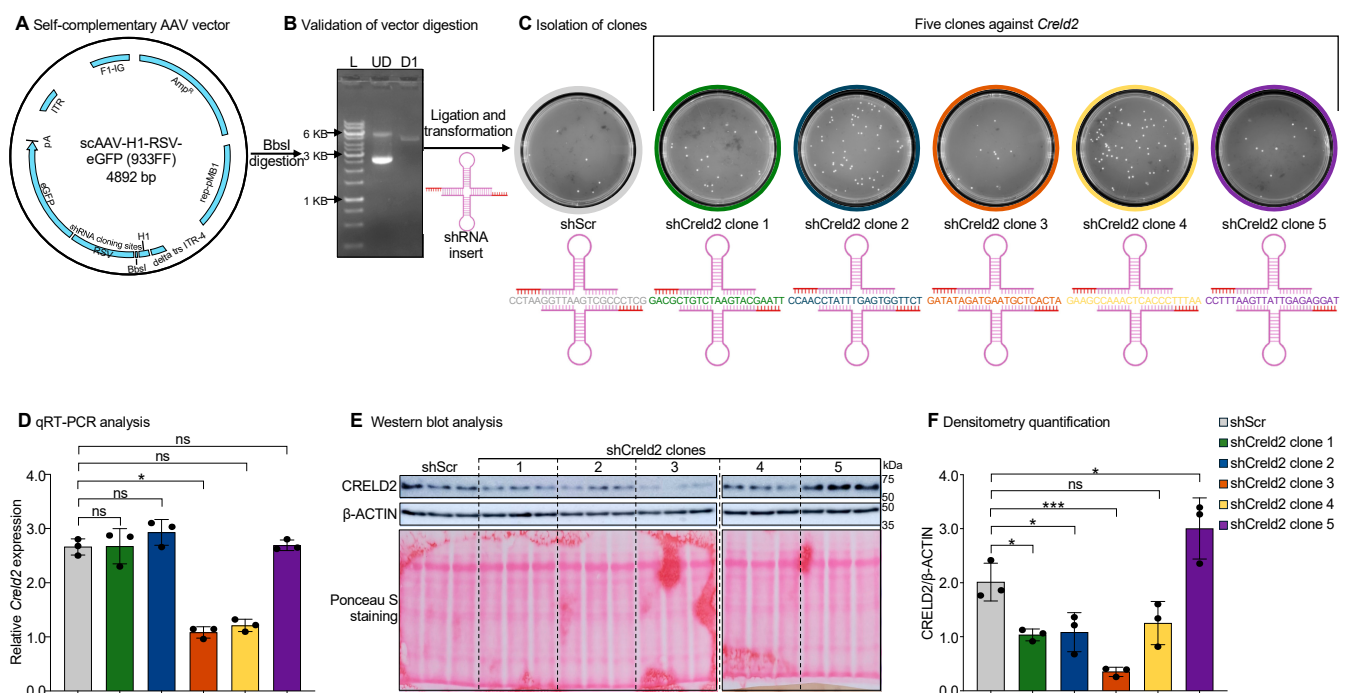 A Self-complementary AAV vector
F1-IG
AmpR
ITR
pA
scAAV-H1-RSV-
eGFP (933FF)
4892 bp
rep-pMB1
eGFP
shRNA cloning sites
H1
RSV
BbsI
delta trs ITR-4
BbsI
digestion
B Validation of vector digestion
L UD D1
6 KB
3 KB
1 KB
Ligation and
transformation
shRNA
insert
C Isolation of clones
Five clones against Creld2
shScr shCreld2 clone 1 shCreld2 clone 2 shCreld2 clone 3 shCreld2 clone 4 shCreld2 clone 5
CCTAAGGTTAAGTCGCCCTCG GACGCTGTCTAAGTACGAATT CCAACCTATTTGAGTGGTTCT GATATAGATGAATGCTCACTA GAAGCCAAACTCACCCTTTAA CCTTTAAGTTATTGAGAGGAT
D qRT-PCR analysis
ns
ns
*
ns
ns
Relative Creld2 expression
4.0
3.0
2.0
1.0
0.0
E Western blot analysis
shCreld2 clones
shScr 1 2 3 4 5
kDa
CRELD2
75
50
β-ACTIN
50
35
Ponceau S
staining
F Densitometry quantification
*
ns
***
*
*
CRELD2/β-ACTIN
4.0
3.0
2.0
1.0
0.0
shScr
shCreld2 clone 1
shCreld2 clone 2
shCreld2 clone 3
shCreld2 clone 4
shCreld2 clone 5